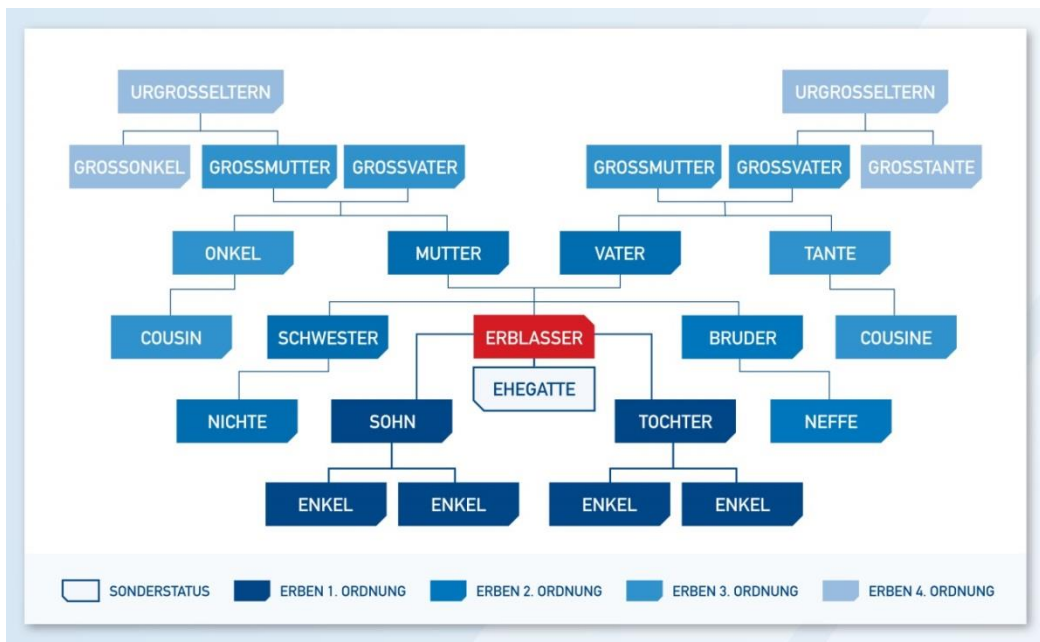 URGROSSELTERN URGROSSELTERN
GROSSONKEL GROSSMUTTER GROSSVATER GROSSMUTTER GROSSVATER GROSSTANTE
ONKEL MUTTER VATER TANTE
COUSIN SCHWESTER ERBLASSER BRUDER COUSINE
EHEGATTE
NICHTE SOHN TOCHTER NEFFE
ENKEL ENKEL ENKEL ENKEL
SONDERSTATUS ERBEN 1. ORDNUNG ERBEN 2. ORDNUNG ERBEN 3. ORDNUNG ERBEN 4. ORDNUNG